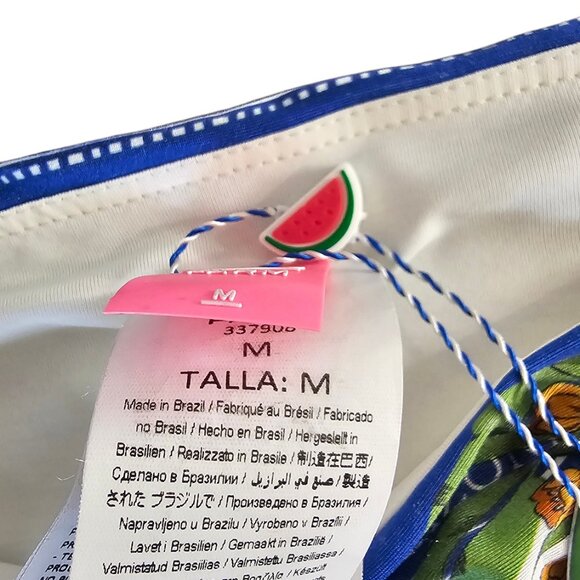 M
337906
M
TALLA: M
Made in Brazil / Fabriqué au Brésil / Fabricado
no Brasil / Hecho en Brasil / Hergesleilt in
Brasilien / Realizzato in Brasile / 制造在巴西/
Сделано в Бразилии / صنع في البرازيل / 製造
された ブラジルで / Произведено в Бразилия /
Napravljeno u Brazilu / Vyrobeno v Brazílii /
Lavet i Brasilien / Gemaakt in Brazilië /
Valmistatud Brasiilias / Valmistettu Brasiliassa /